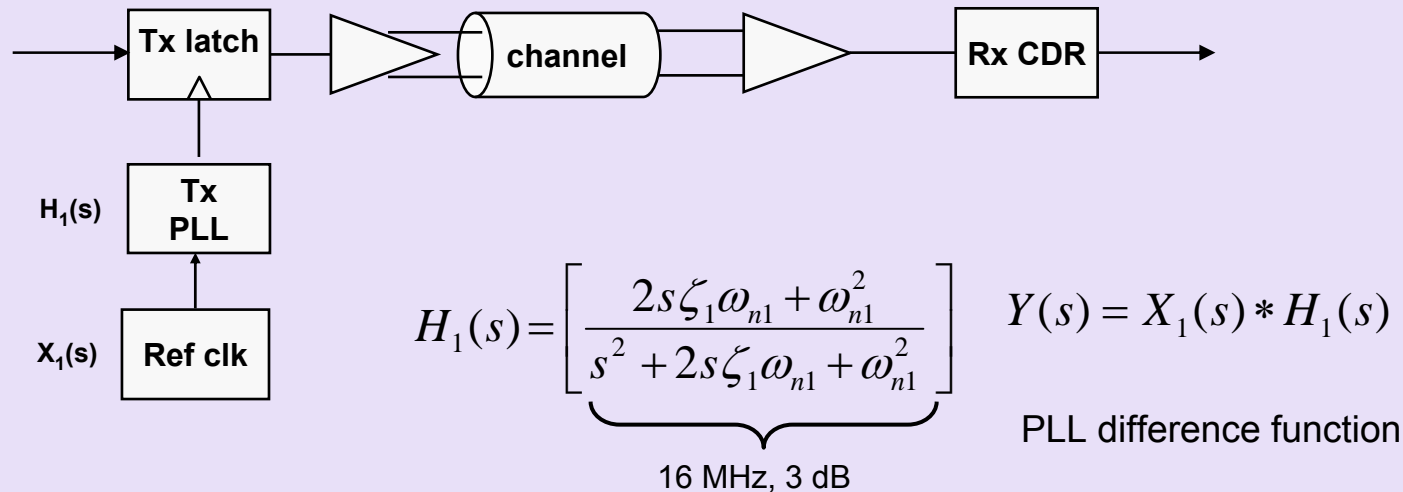 Tx latch
channel
Rx CDR
H₁(s)
Tx
PLL
X₁(s)
Ref clk
H₁(s) = [ (2sζ₁ωₙ₁ + ωₙ₁²) / (s² + 2sζ₁ωₙ₁ + ωₙ₁²) ]
Y(s) = X₁(s) * H₁(s)
PLL difference function
16 MHz, 3 dB